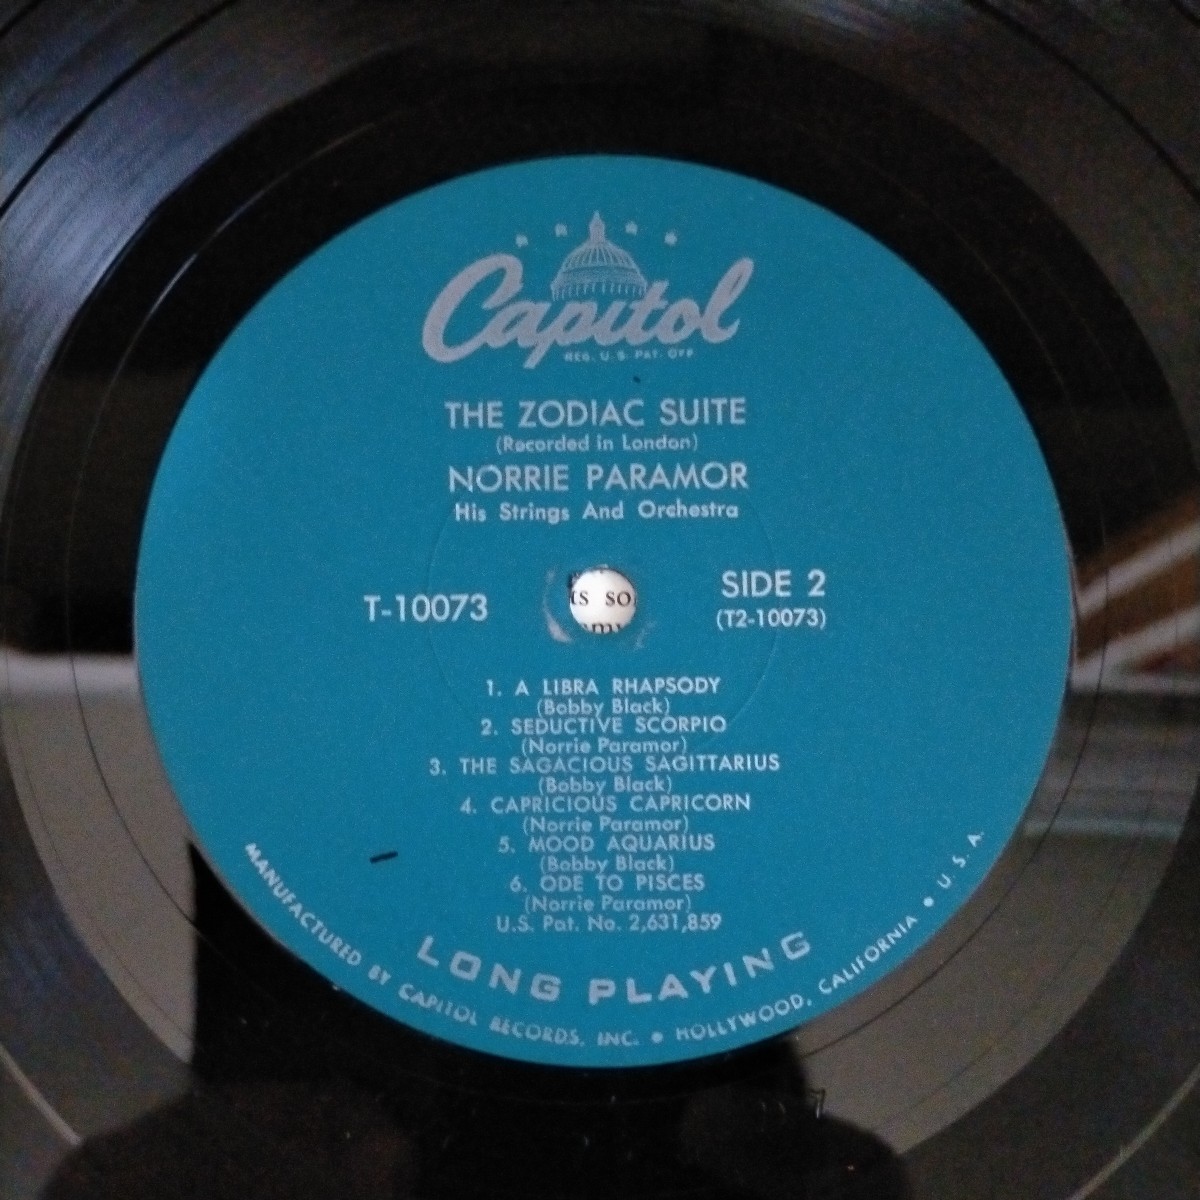 Capitol
REG. U. S. PAT. OFF
THE ZODIAC SUITE
(Recorded in London)
NORRIE PARAMOR
His Strings And Orchestra
T-10073
SIDE 2
(T2-10073)
ts so
1. A LIBRA RHAPSODY
(Bobby Black)
2. SEDUCTIVE SCORPIO
(Norrie Paramor)
3. THE SAGACIOUS SAGITTARIUS
(Bobby Black)
4. CAPRICIOUS CAPRICORN
(Norrie Paramor)
5. MOOD AQUARIUS
(Bobby Black)
6. ODE TO PISCES
(Norrie Paramor)
U.S. Pat. No. 2,631,859
LONG PLAYING
MANUFACTURED BY CAPITOL RECORDS, INC. • HOLLYWOOD, CALIFORNIA • U. S. A.